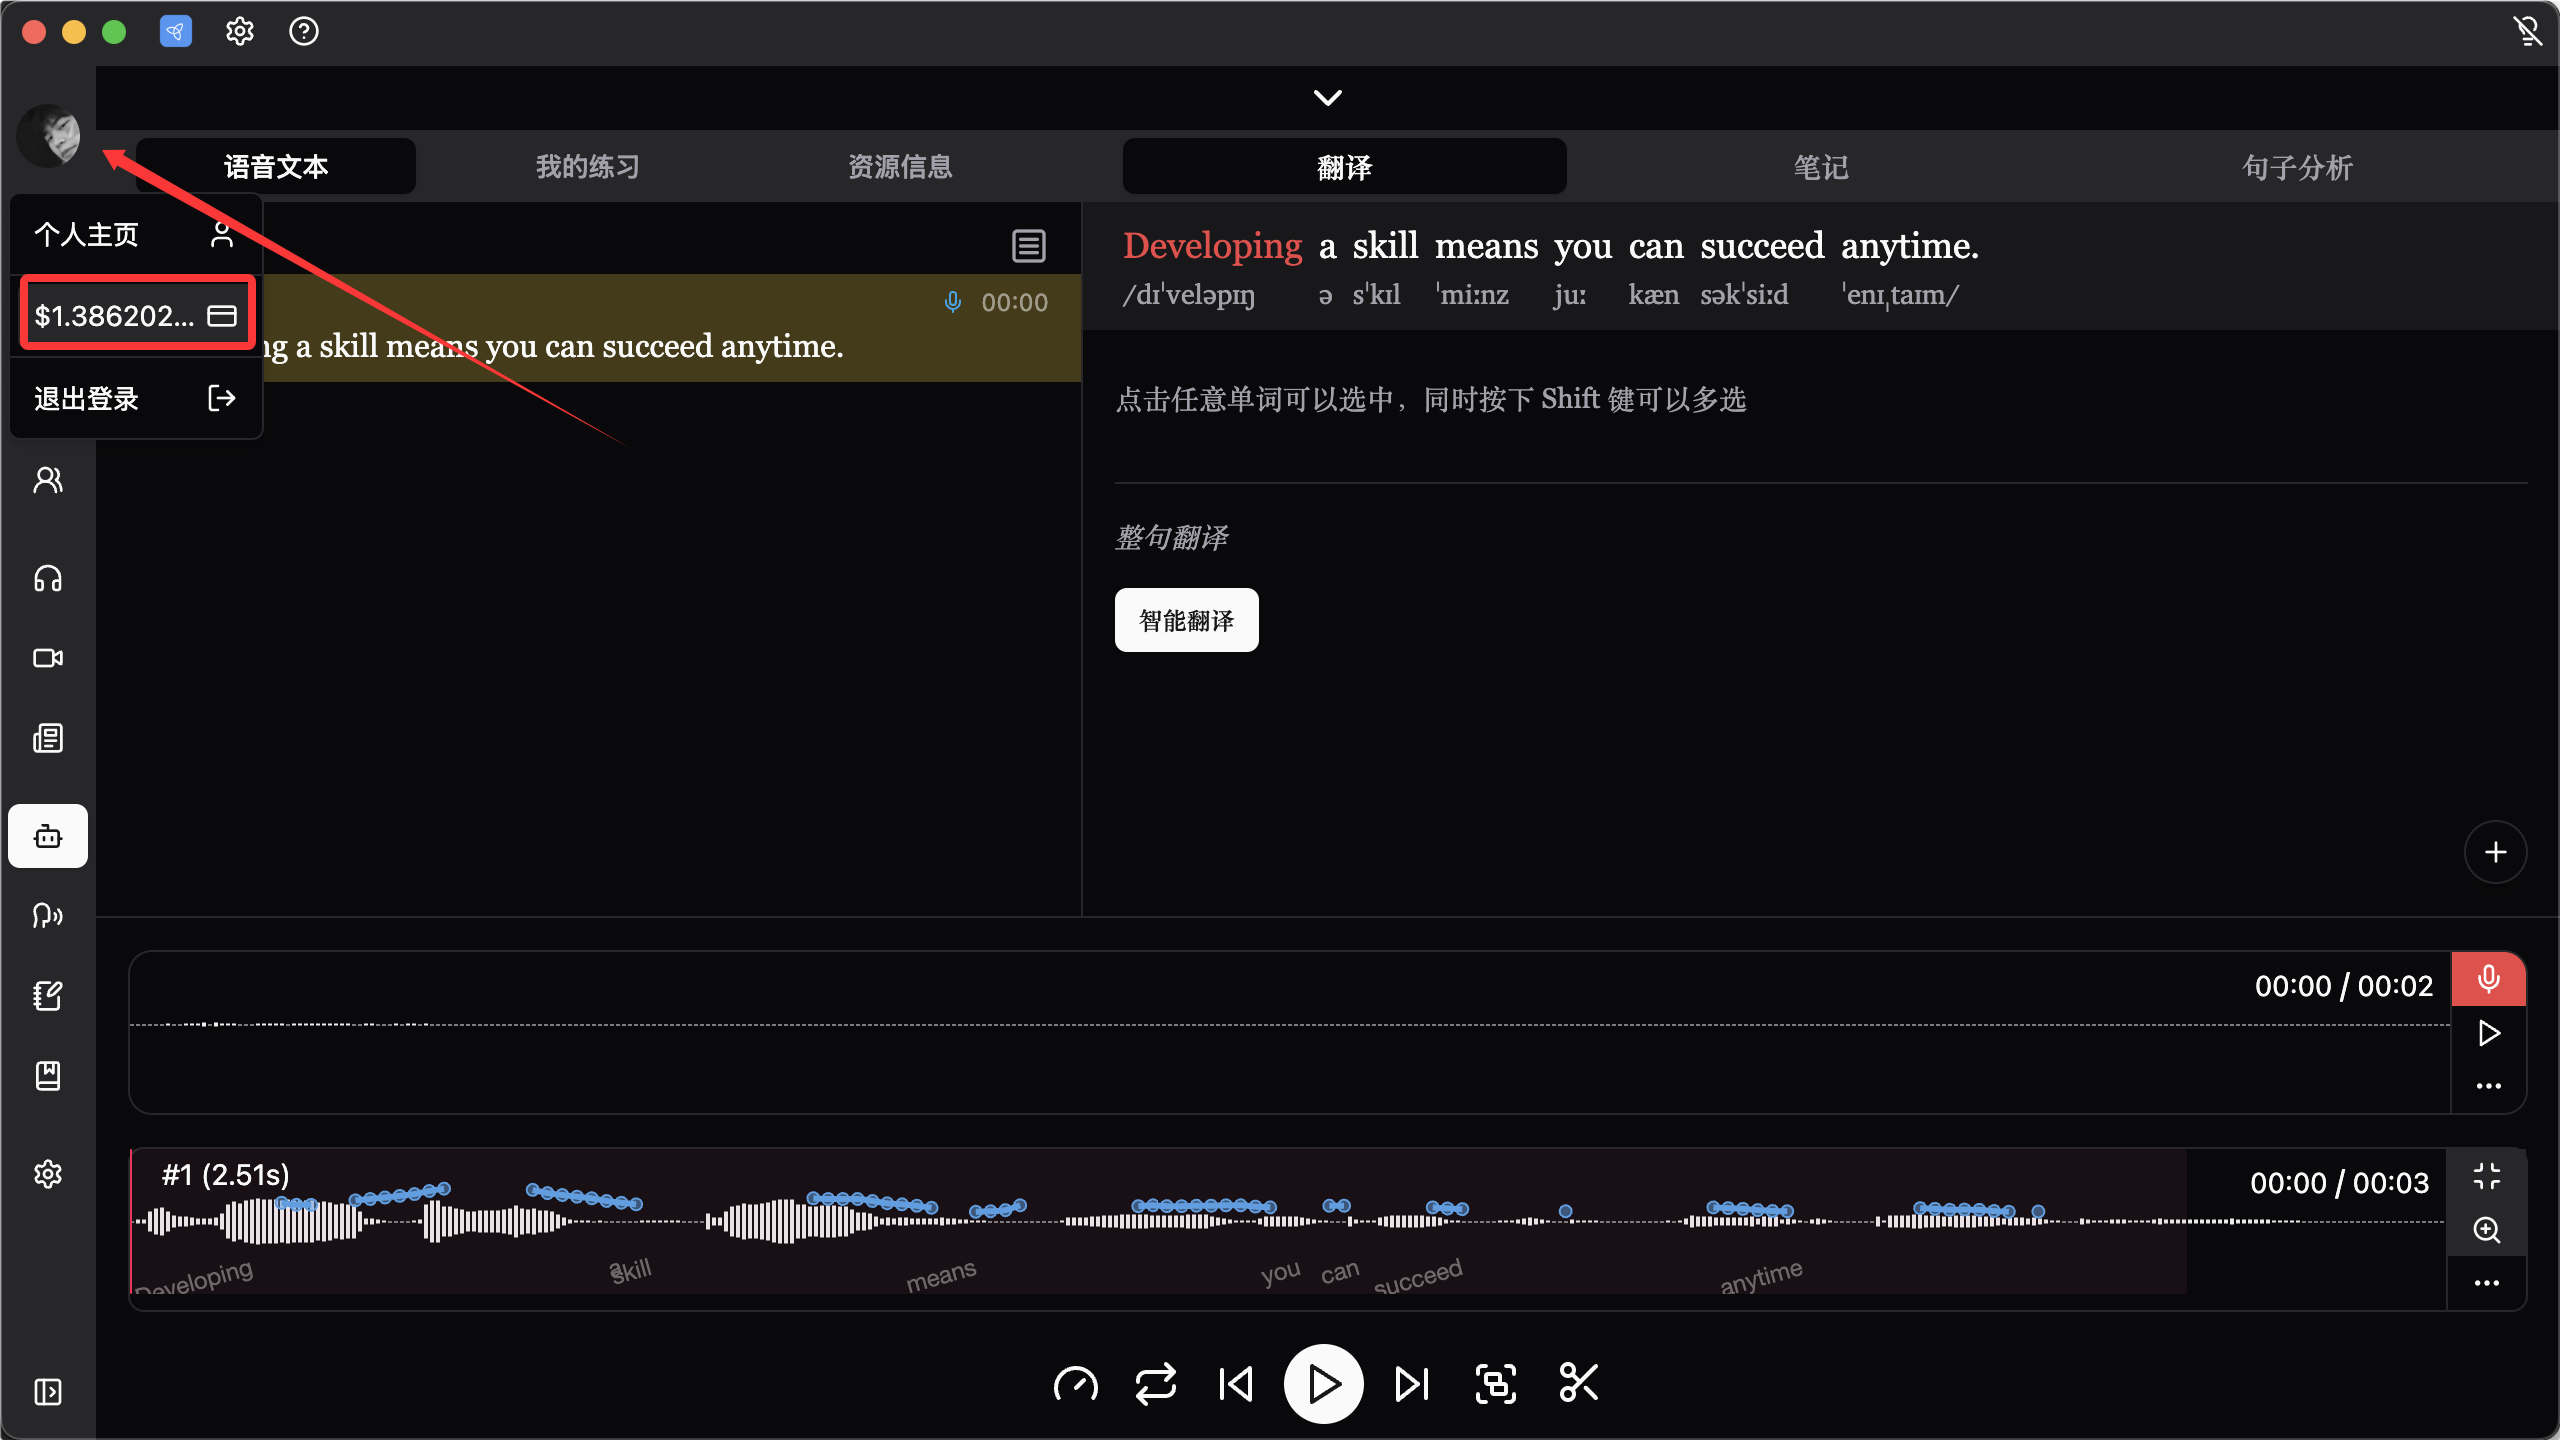 语音文本
我的练习
资源信息
翻译
笔记
句子分析
个人主页
$1.386202...
退出登录
00:00
ng a skill means you can succeed anytime.
Developing a skill means you can succeed anytime.
/dɪˈveləpɪŋ ə sˈkɪl ˈmiːnz juː kæn səkˈsiːd ˈenɪˌtaɪm/
点击任意单词可以选中，同时按下 Shift 键可以多选
整句翻译
智能翻译
00:00 / 00:02
#1 (2.51s)
00:00 / 00:03
Developing
a
skill
means
you
can
succeed
anytime